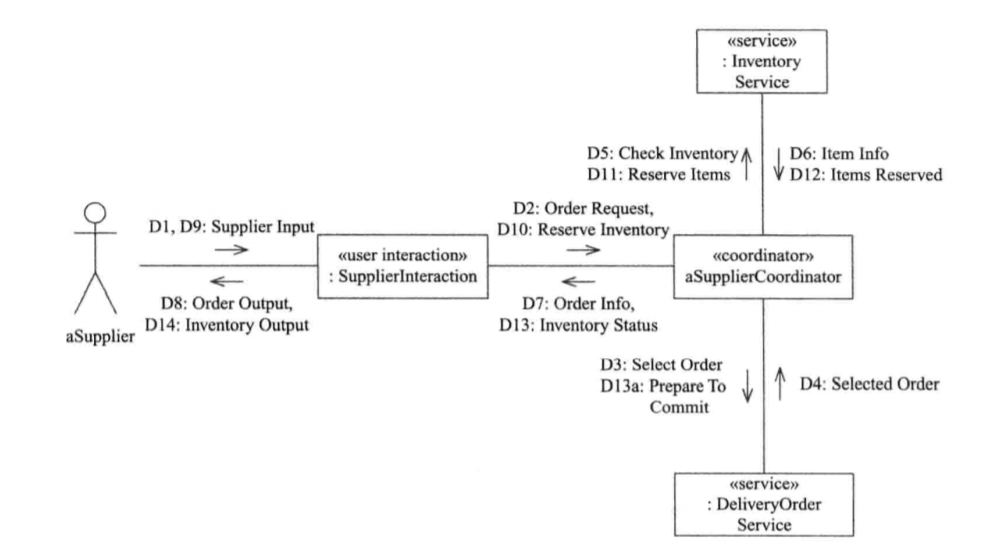 «service»
: Inventory
Service
D5: Check Inventory
D11: Reserve Items
D6: Item Info
D12: Items Reserved
D1, D9: Supplier Input
D2: Order Request,
D10: Reserve Inventory
«user interaction»
: SupplierInteraction
«coordinator»
aSupplierCoordinator
D8: Order Output,
D14: Inventory Output
aSupplier
D7: Order Info,
D13: Inventory Status
D3: Select Order
D13a: Prepare To
Commit
D4: Selected Order
«service»
: DeliveryOrder
Service